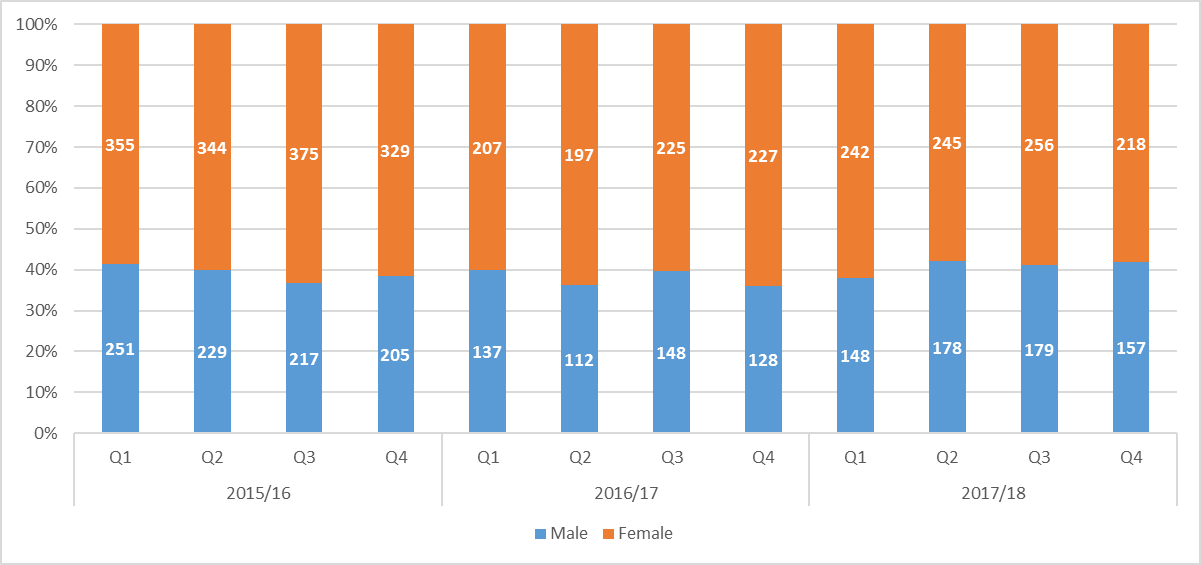 100%
90%
80%
70%
60%
50%
40%
30%
20%
10%
0%
355 344 375 329 207 197 225 227 242 245 256 218
251 229 217 205 137 112 148 128 148 178 179 157
Q1 Q2 Q3 Q4 Q1 Q2 Q3 Q4 Q1 Q2 Q3 Q4
2015/16 2016/17 2017/18
Male Female